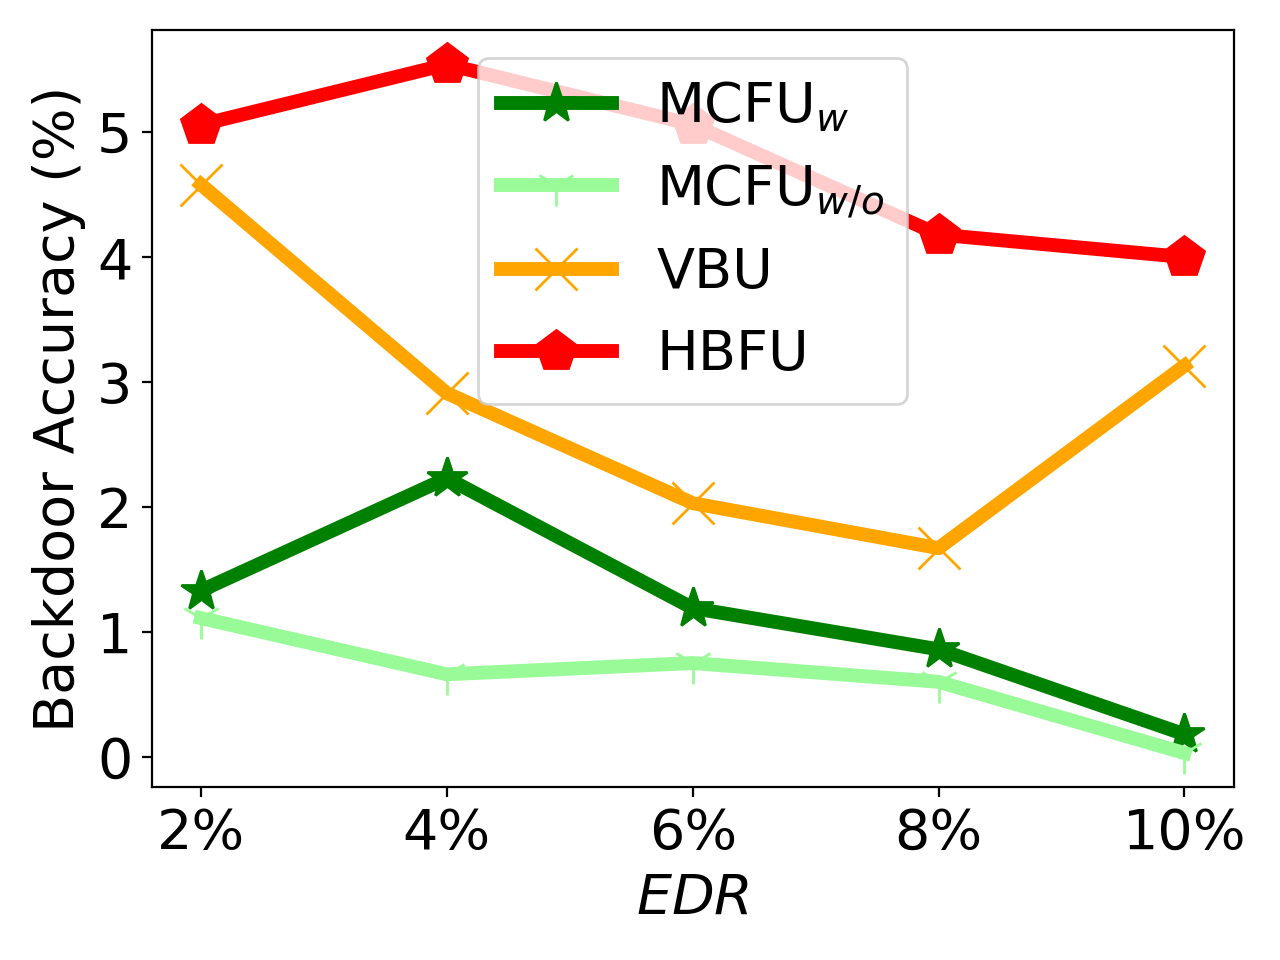 Backdoor Accuracy (%)
5
4
3
2
1
0
MCFU_w
MCFU_w/o
VBU
HBFU
2% 4% 6% 8% 10%
EDR